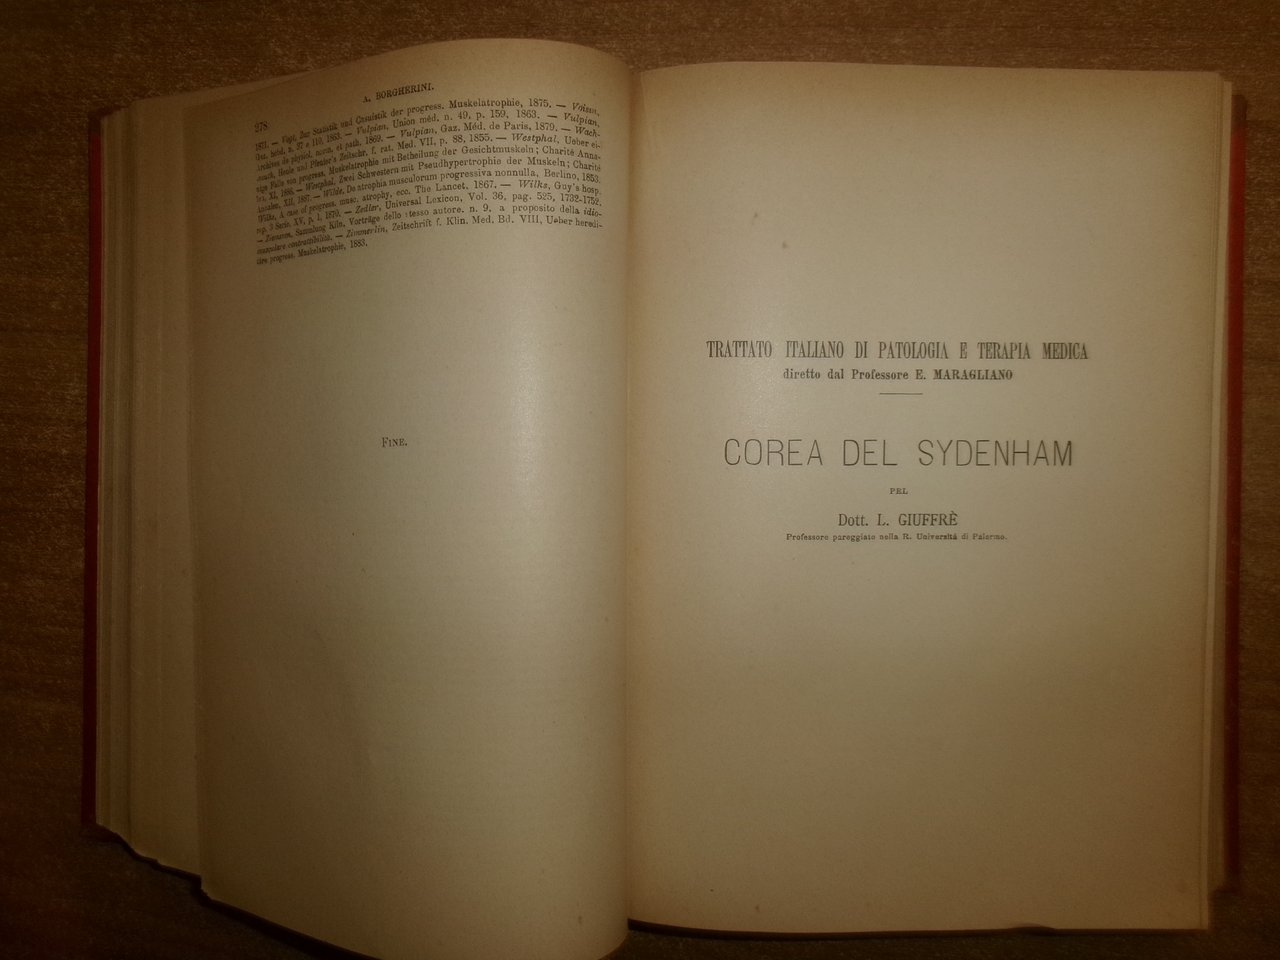 278
A. BORGHERINI.
1871. — Vogt, Zur Statistik und Casuistik der progress. Muskelatrophie, 1875. — Voisin,
Gaz. hébd. n. 37 e 110, 1863. — Vulpian, Union méd. n. 49, p. 159, 1863. — Vulpian,
Archives de physiol. norm. et path. 1869. — Vulpian, Gaz. Méd. de Paris, 1879. — Wach-
smuth, Henle und Pfeufer's Zeitschr. f. rat. Med. VII, p. 88, 1855. — Westphal, Ueber ei-
nige Fälle von progress. Muskelatrophie mit Betheilung der Gesichtmuskeln; Charité Anna-
len, XI, 1886. — Westphal, Zwei Schwestern mit Pseudhypertrophie der Muskeln; Charité
Annalen, XII, 1887. — Wilde, De atrophia musculorum progressiva nonnulla, Berlino, 1853.
Wilks, A case of progress. musc. atrophy. ecc. The Lancet. 1867. — Wilks, Guy's hosp.
rep. 3 Serie. XV, p. 1, 1870. — Zedler, Universal Lexicon, Vol. 36, pag. 525, 1732-1752.
— Ziemssen, Sammlung Klin. Vorträge dello stesso autore. n. 9, a proposito della idio-
muscolare contrattibilità. — Zimmerlin, Zeitschrift f. Klin. Med. Bd. VIII, Ueber heredi-
täre progress. Muskelatrophie, 1883.
FINE.
TRATTATO ITALIANO DI PATOLOGIA E TERAPIA MEDICA
diretto dal Professore E. MARAGLIANO
COREA DEL SYDENHAM
PEL
Dott. L. GIUFFRÈ
Professore pareggiato nella R. Università di Palermo.